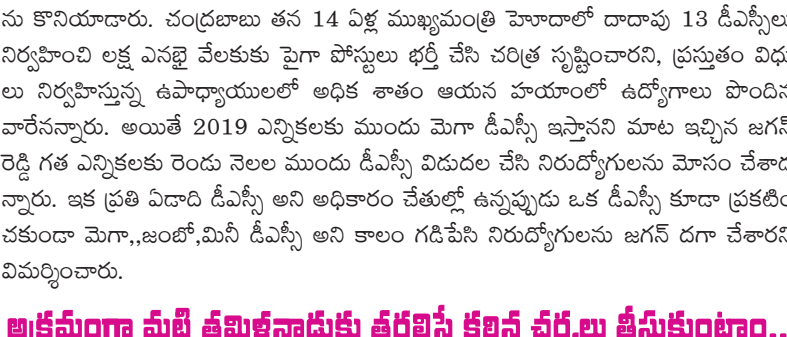 ను కొనియాడారు. చంద్రబాబు తన 14 ఏళ్ల ముఖ్యమంత్రి హెూదాలో దాదాపు 13 డీఎస్సీలు
నిర్వహించి లక్ష ఎనభై వేలకుకు పైగా పోస్టులు భర్తీ చేసి చరిత్ర సృష్టించారని, ప్రస్తుతం విధు
లు నిర్వహిస్తున్న ఉపాధ్యాయులలో అధిక శాతం ఆయన హయాంలో ఉద్యోగాలు పొందిన
వారేనన్నారు. అయితే 2019 ఎన్నికలకు ముందు మెగా డీఎస్సీ ఇస్తానని మాట ఇచ్చిన జగన్
రెడ్డి గత ఎన్నికలకు రెండు నెలల ముందు డీఎస్సీ విడుదల చేసి నిరుద్యోగులను మోసం చేశాడ
న్నారు. ఇక ప్రతి ఏడాది డీఎస్సీ అని అధికారం చేతుల్లో ఉన్నప్పుడు ఒక డీఎస్సీ కూడా ప్రకటిం
చకుండా మెగా,,జంబో,మినీ డీఎస్సీ అని కాలం గడిపేసి నిరుద్యోగులను జగన్ దగా చేశారని
విమర్శించారు.
అక్రమంగా మట్టి తమిళనాడుకు తరలిస్తే కఠిన చర్యలు తీసుకుంటాం..